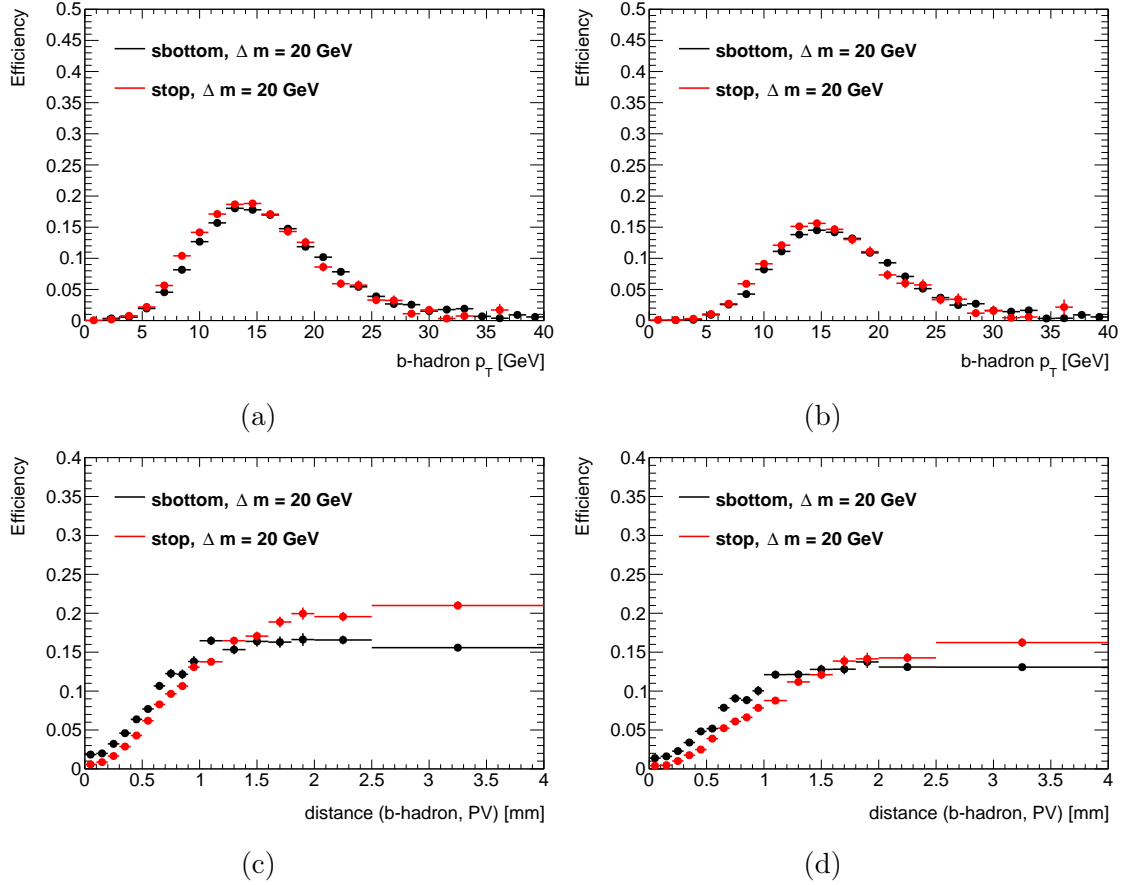 Efficiency
0.5
0.45
0.4
0.35
0.3
0.25
0.2
0.15
0.1
0.05
0
sbottom, Δ m = 20 GeV
stop, Δ m = 20 GeV
0 5 10 15 20 25 30 35 40
b-hadron p_T [GeV]
(a)
Efficiency
0.5
0.45
0.4
0.35
0.3
0.25
0.2
0.15
0.1
0.05
0
sbottom, Δ m = 20 GeV
stop, Δ m = 20 GeV
0 5 10 15 20 25 30 35 40
b-hadron p_T [GeV]
(b)
Efficiency
0.4
0.35
0.3
0.25
0.2
0.15
0.1
0.05
0
sbottom, Δ m = 20 GeV
stop, Δ m = 20 GeV
0 0.5 1 1.5 2 2.5 3 3.5 4
distance (b-hadron, PV) [mm]
(c)
Efficiency
0.4
0.35
0.3
0.25
0.2
0.15
0.1
0.05
0
sbottom, Δ m = 20 GeV
stop, Δ m = 20 GeV
0 0.5 1 1.5 2 2.5 3 3.5 4
distance (b-hadron, PV) [mm]
(d)